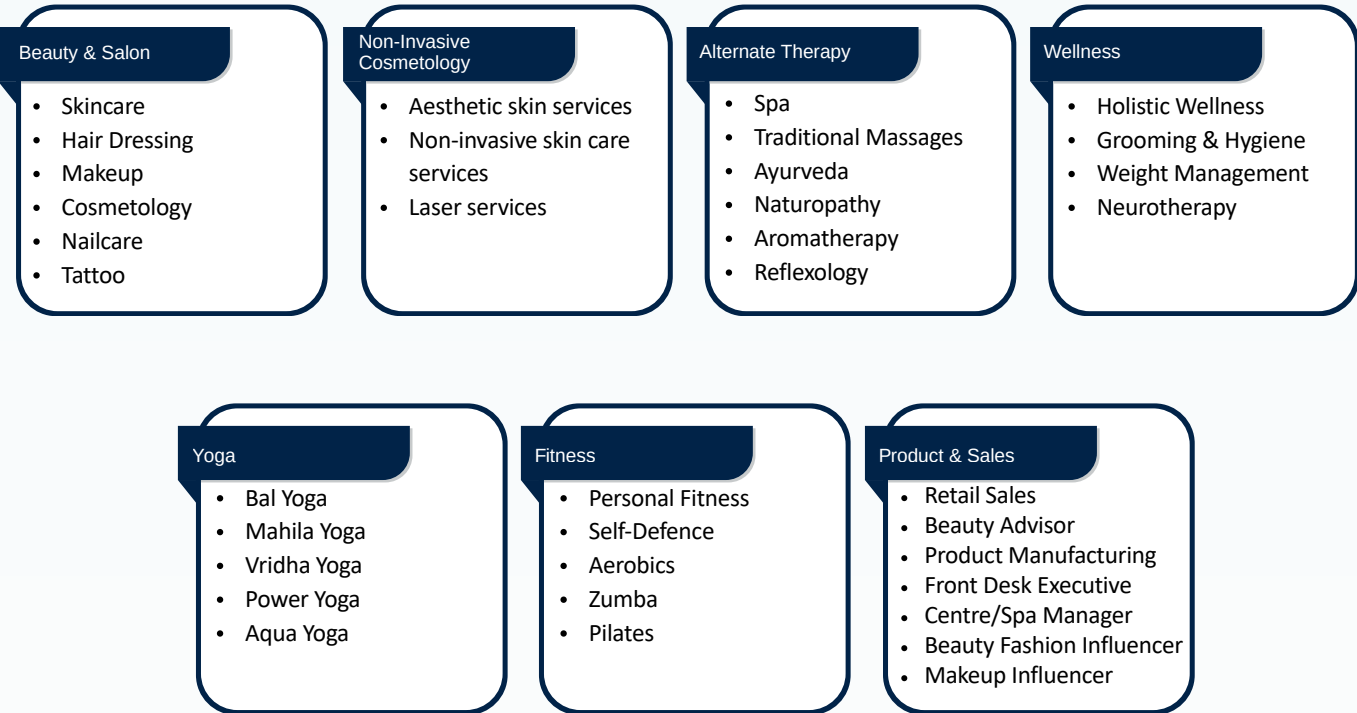 Beauty & Salon
• Skincare
• Hair Dressing
• Makeup
• Cosmetology
• Nailcare
• Tattoo
Non-Invasive
Cosmetology
• Aesthetic skin services
• Non-invasive skin care
services
• Laser services
Alternate Therapy
• Spa
• Traditional Massages
• Ayurveda
• Naturopathy
• Aromatherapy
• Reflexology
Wellness
• Holistic Wellness
• Grooming & Hygiene
• Weight Management
• Neurotherapy
Yoga
• Bal Yoga
• Mahila Yoga
• Vridha Yoga
• Power Yoga
• Aqua Yoga
Fitness
• Personal Fitness
• Self-Defence
• Aerobics
• Zumba
• Pilates
Product & Sales
• Retail Sales
• Beauty Advisor
• Product Manufacturing
• Front Desk Executive
• Centre/Spa Manager
• Beauty Fashion Influencer
• Makeup Influencer